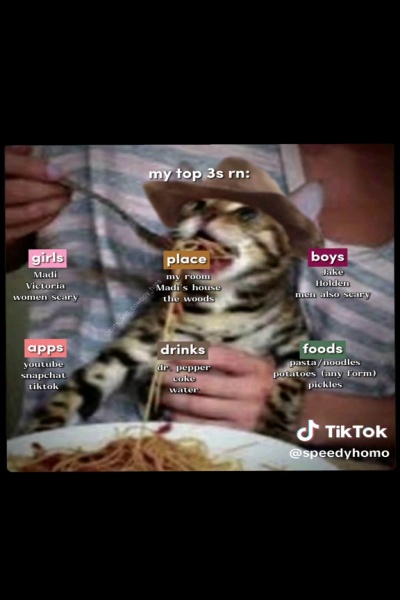 my top 3s rn:
girls
Madi
Victoria
women scary
place
my room
Madi's house
the woods
boys
Jake
Holden
men also scary
apps
youtube
snapchat
tiktok
drinks
dr. pepper
coke
water
foods
pasta/noodles
potatoes (any form)
pickles
TikTok
@speedyhomo